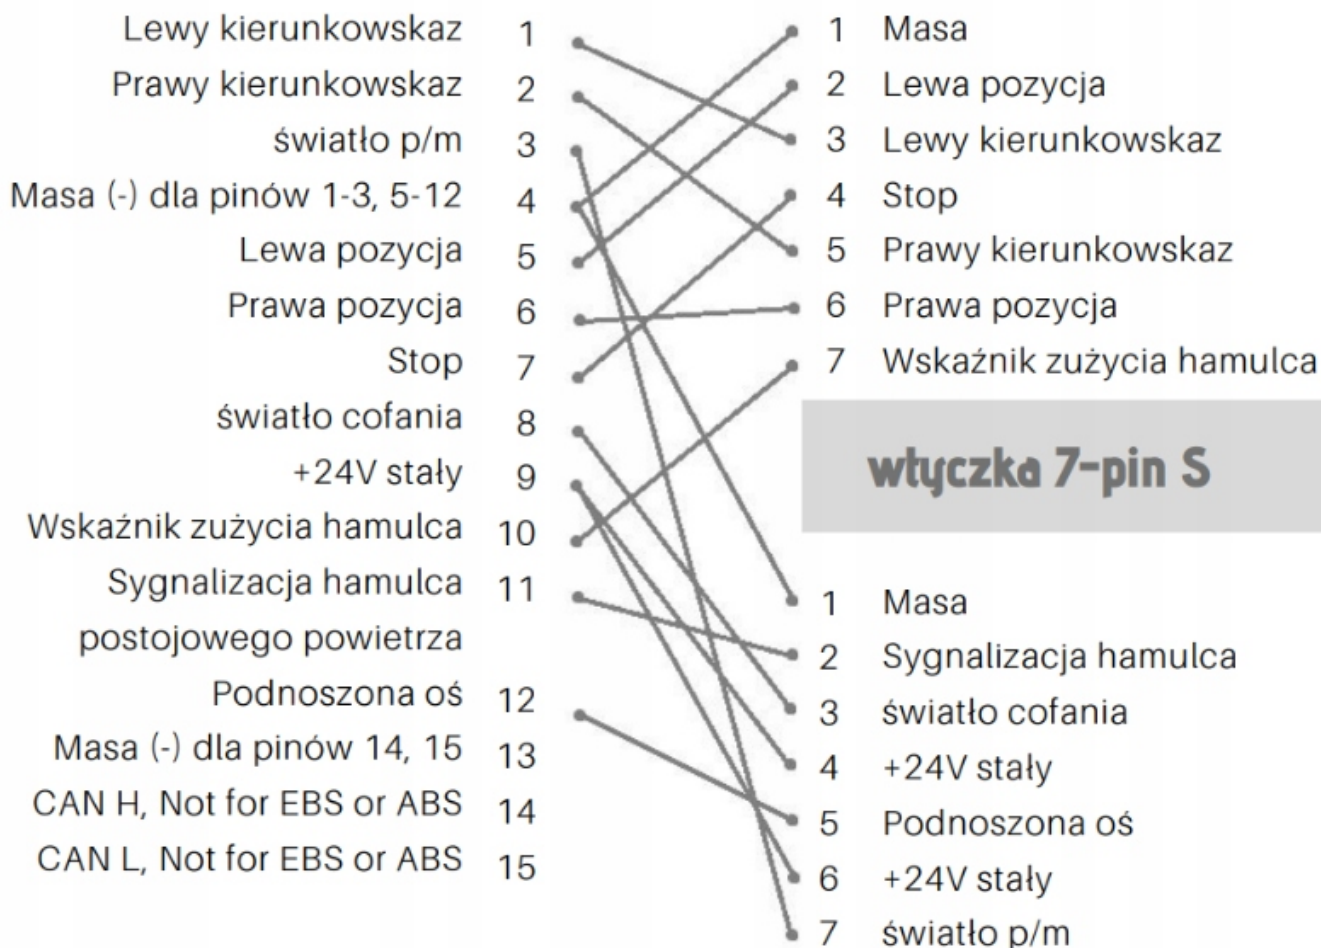 Lewy kierunkowskaz 1
Prawy kierunkowskaz 2
światło p/m 3
Masa (-) dla pinów 1-3, 5-12 4
Lewa pozycja 5
Prawa pozycja 6
Stop 7
światło cofania 8
+24V stały 9
Wskaźnik zużycia hamulca 10
Sygnalizacja hamulca 11
postojowego powietrza
Podnoszona oś 12
Masa (-) dla pinów 14, 15 13
CAN H, Not for EBS or ABS 14
CAN L, Not for EBS or ABS 15
1 Masa
2 Lewa pozycja
3 Lewy kierunkowskaz
4 Stop
5 Prawy kierunkowskaz
6 Prawa pozycja
7 Wskaźnik zużycia hamulca
wtyczka 7-pin S
1 Masa
2 Sygnalizacja hamulca
3 światło cofania
4 +24V stały
5 Podnoszona oś
6 +24V stały
7 światło p/m